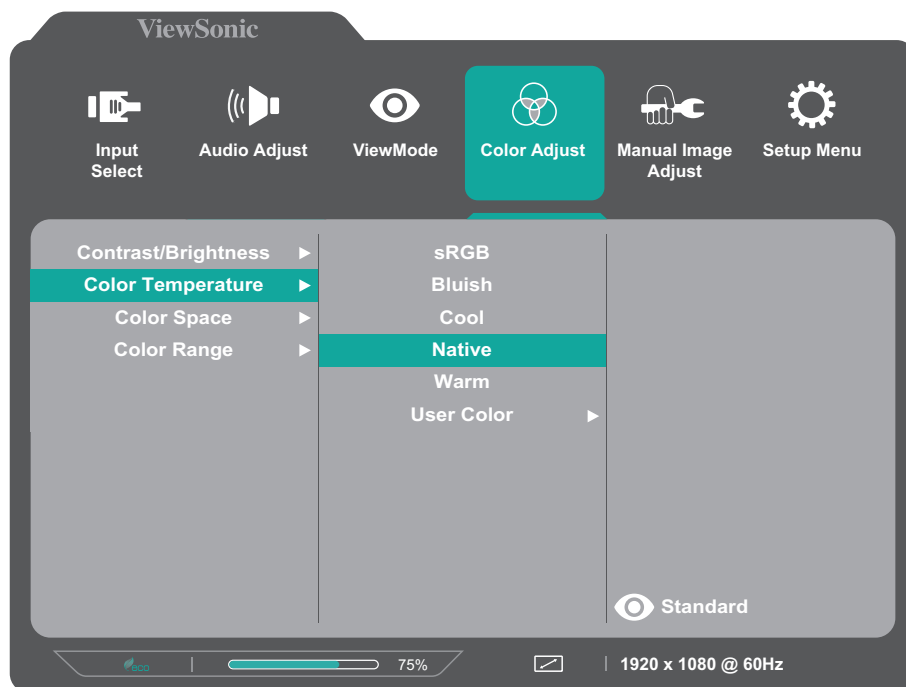 ViewSonic
Input
Select
Audio Adjust
ViewMode
Color Adjust
Manual Image
Adjust
Setup Menu
Contrast/Brightness
Color Temperature
Color Space
Color Range
sRGB
Bluish
Cool
Native
Warm
User Color
Standard
eco
75%
1920 x 1080 @ 60Hz